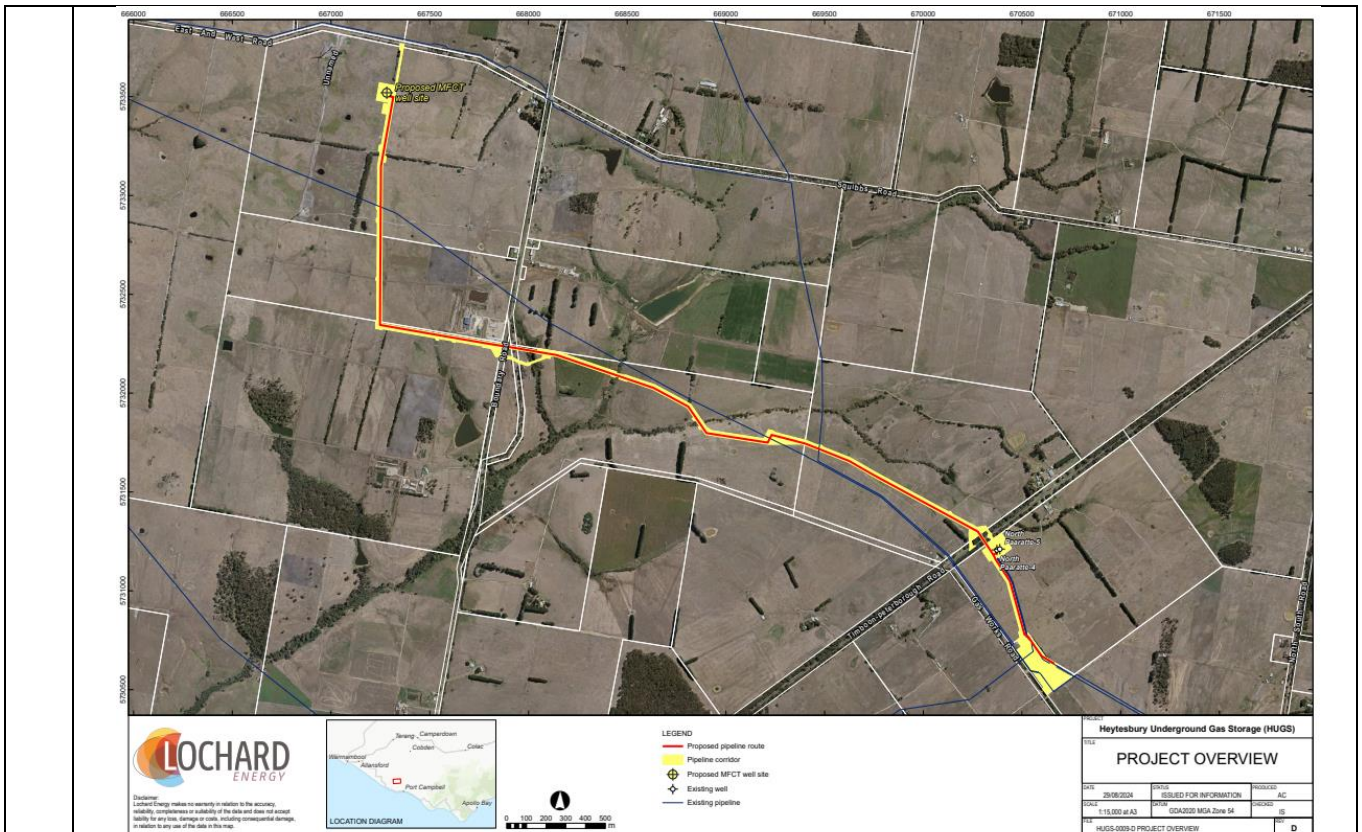 666000 666500 667000 667500 668000 668500 669000 669500 670000 670500 671000 671500
East And West Road
Unnamed
Proposed MFCT
well site
5733500
5733000
Squibbs Road
5732500
Boundary Road
5732000
5731500
North
Paaratte 5
North
Paaratte 4
Timboon-peterborough Road
Gas Works Road
5731000
North South Road
5730500
LOCHARD
ENERGY
Disclaimer:
Lochard Energy makes no warranty in relation to the accuracy,
reliability, completeness or suitability of the data and does not accept
liability for any loss, damage or costs, including consequential damage,
in relation to any use of the data in this map.
Terang Camperdown
Cobden Colac
Warrnambool
Allansford
Port Campbell
Apollo Bay
LOCATION DIAGRAM
0 100 200 300 400 500
m
LEGEND
Proposed pipeline route
Pipeline corridor
Proposed MFCT well site
Existing well
Existing pipeline
PROJECT
Heytesbury Underground Gas Storage (HUGS)
TITLE
PROJECT OVERVIEW
DATE STATUS PRODUCED
29/08/2024 ISSUED FOR INFORMATION AC
SCALE DATUM CHECKED
1:15,000 at A3 GDA2020 MGA Zone 54 IS
FILE REV
HUGS-0009-D PROJECT OVERVIEW D